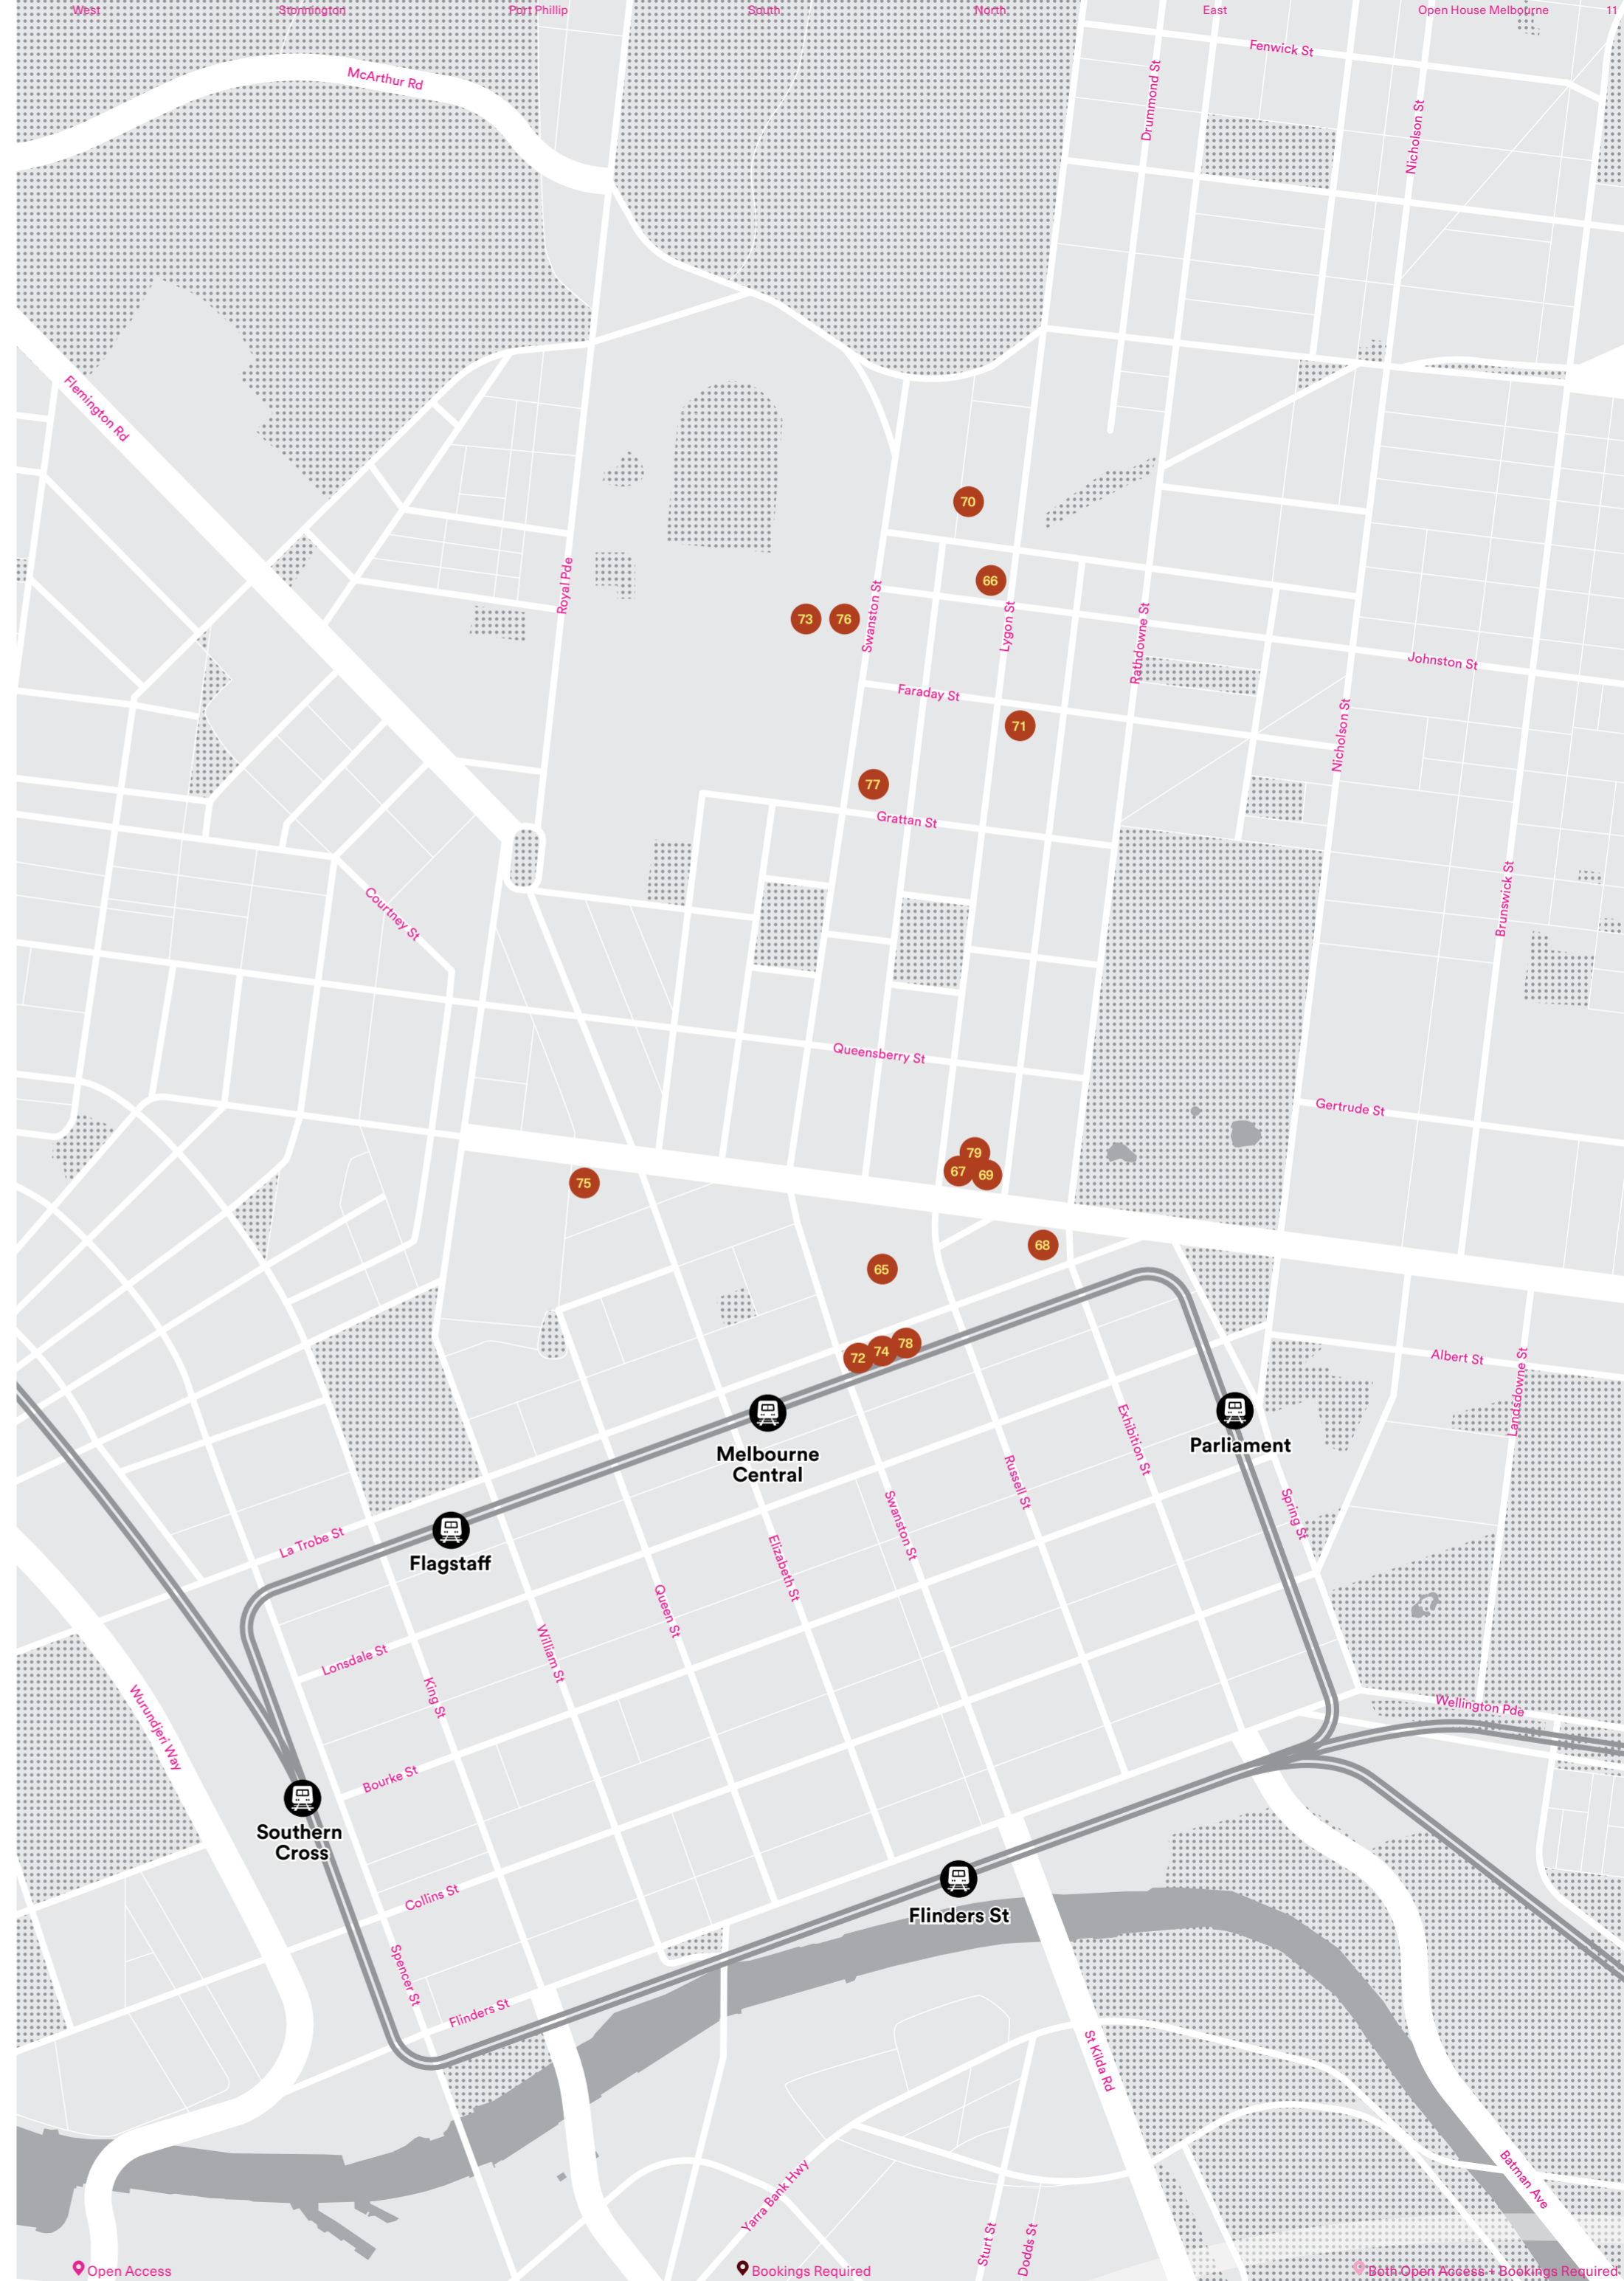 West Stonnington Port Phillip South North East Open House Melbourne 11
Fenwick St
McArthur Rd
Drummond St
Nicholson St
Flemington Rd
70
Royal Pde
66
73 76
Swanston St
Lygon St
Rathdowne St
Johnston St
Faraday St
71
Nicholson St
77
Grattan St
Courtney St
Brunswick St
Queensberry St
Gertrude St
79
67 69
75
68
65
78
74
72
Albert St
Landsdowne St
Melbourne
Central
Parliament
Exhibition St
Russell St
Swanston St
Spring St
Flagstaff
La Trobe St
Elizabeth St
Queen St
William St
Lonsdale St
King St
Wurundjeri Way
Wellington Pde
Bourke St
Southern
Cross
Collins St
Flinders St
Spencer St
Flinders St
St Kilda Rd
Yarra Bank Hwy
Batman Ave
Sturt St
Dodds St
Open Access Bookings Required Both Open Access + Bookings Required